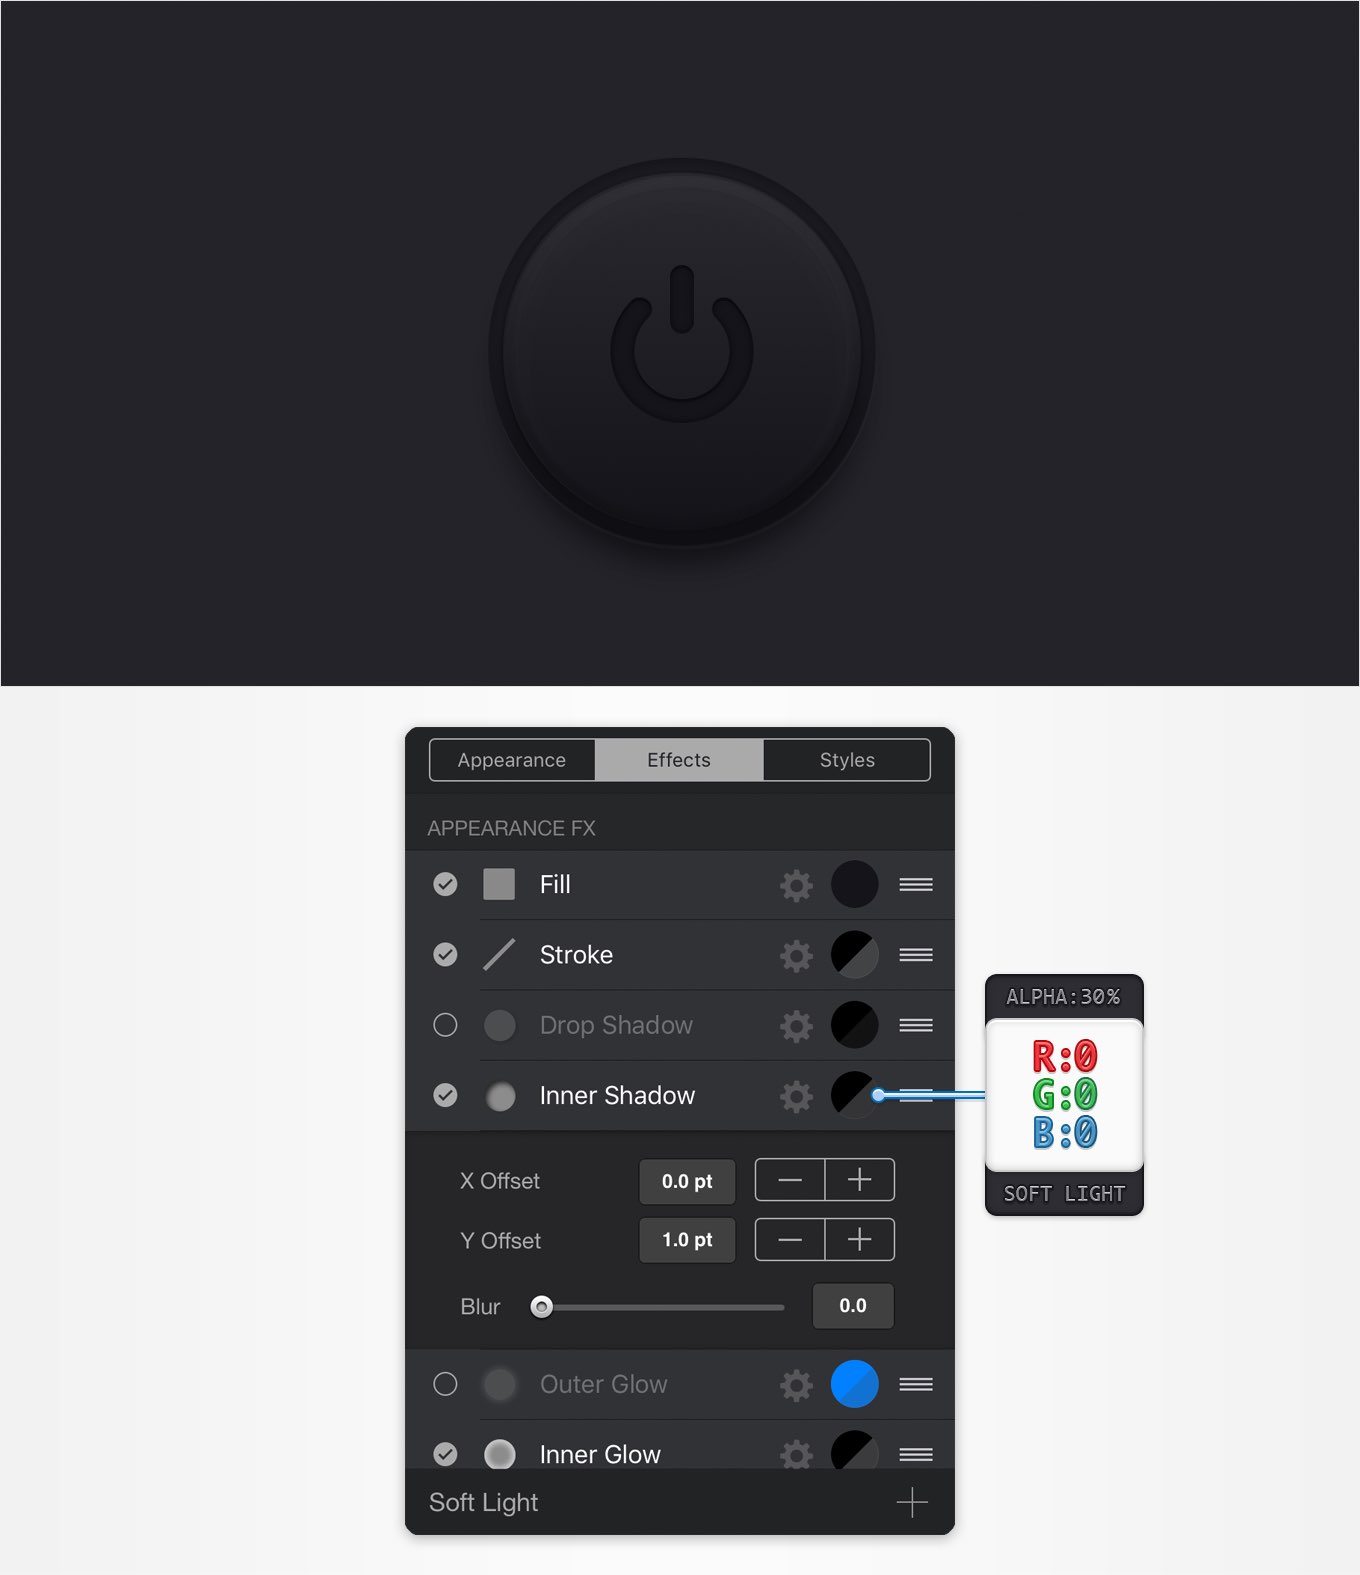 Appearance Effects Styles
APPEARANCE FX
Fill
Stroke
Drop Shadow
Inner Shadow
X Offset 0.0 pt
Y Offset 1.0 pt
Blur 0.0
Outer Glow
Inner Glow
Soft Light
ALPHA:30%
R:0
G:0
B:0
SOFT LIGHT